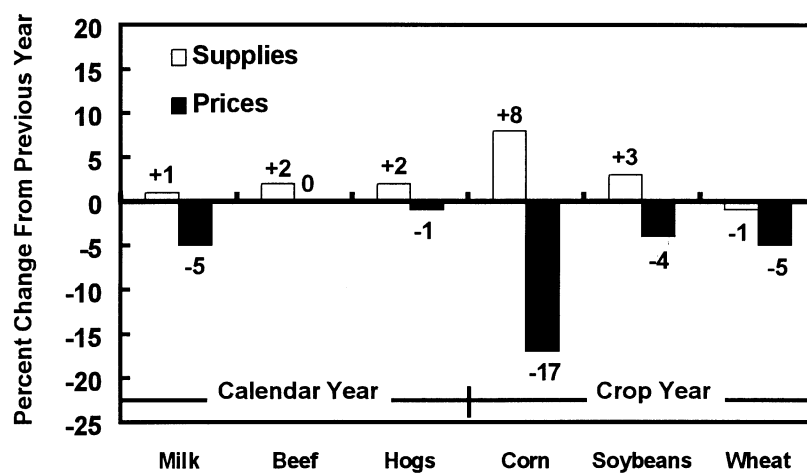 Percent Change From Previous Year
20
15
10
5
0
-5
-10
-15
-20
-25
Supplies
Prices
+1
-5
+2
0
+2
-1
+8
-17
+3
-4
-1
-5
Calendar Year
Crop Year
Milk
Beef
Hogs
Corn
Soybeans
Wheat